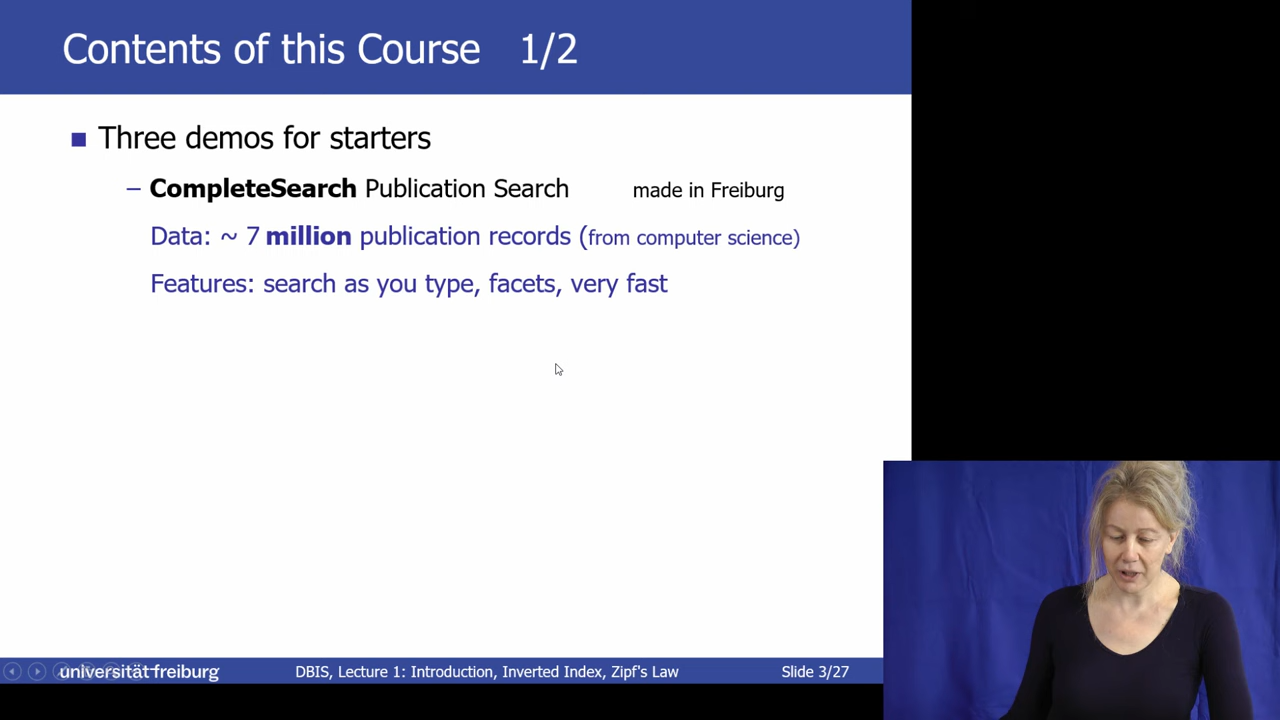 Contents of this Course 1/2
■ Three demos for starters
– CompleteSearch Publication Search made in Freiburg
Data: ~ 7 million publication records (from computer science)
Features: search as you type, facets, very fast
universität freiburg DBIS, Lecture 1: Introduction, Inverted Index, Zipf's Law Slide 3/27